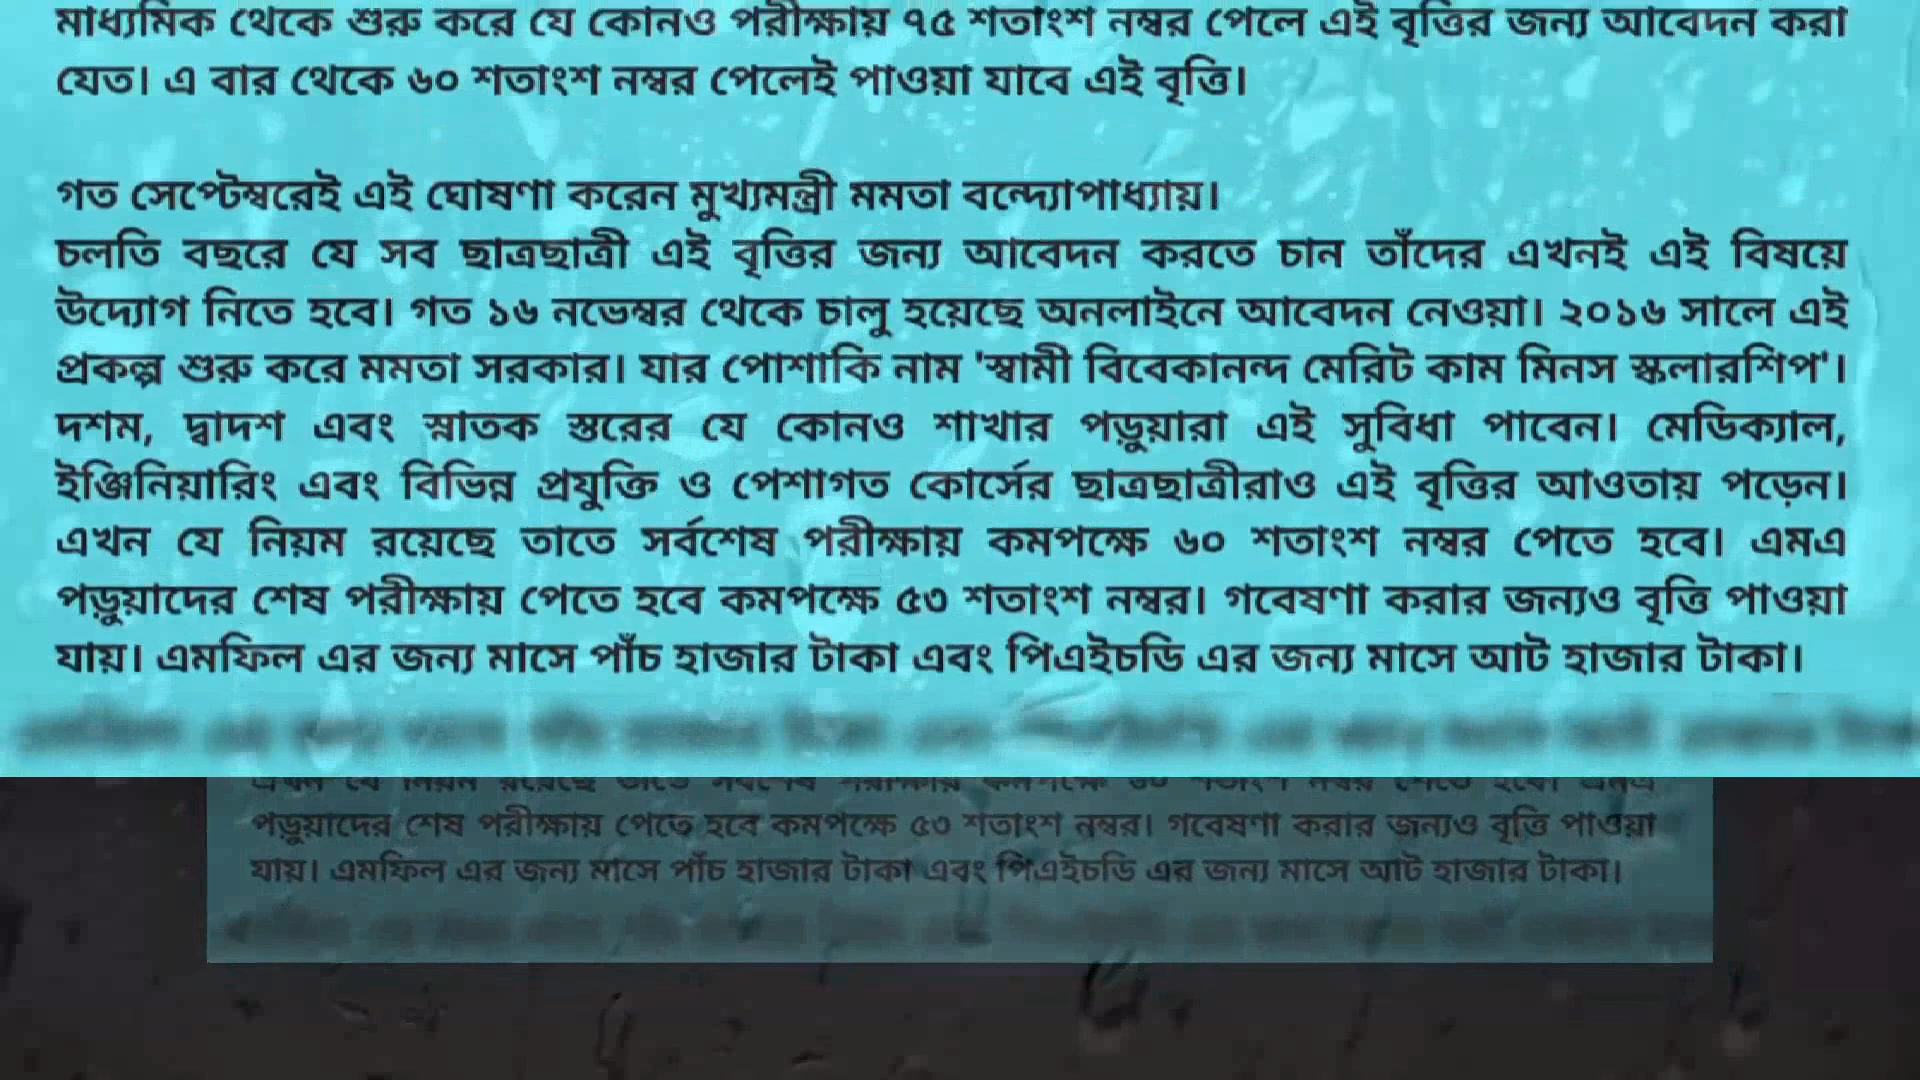 মাধ্যমিক থেকে শুরু করে যে কোনও পরীক্ষায় ৭৫ শতাংশ নম্বর পেলে এই বৃত্তির জন্য আবেদন করা
যেত। এ বার থেকে ৬০ শতাংশ নম্বর পেলেই পাওয়া যাবে এই বৃত্তি।
গত সেপ্টেম্বরেই এই ঘোষণা করেন মুখ্যমন্ত্রী মমতা বন্দ্যোপাধ্যায়।
চলতি বছরে যে সব ছাত্রছাত্রী এই বৃত্তির জন্য আবেদন করতে চান তাঁদের এখনই এই বিষয়ে
উদ্যোগ নিতে হবে। গত ১৬ নভেম্বর থেকে চালু হয়েছে অনলাইনে আবেদন নেওয়া। ২০১৬ সালে এই
প্রকল্প শুরু করে মমতা সরকার। যার পোশাকি নাম 'স্বামী বিবেকানন্দ মেরিট কাম মিনস স্কলারশিপ'।
দশম, দ্বাদশ এবং স্নাতক স্তরের যে কোনও শাখার পড়ুয়ারা এই সুবিধা পাবেন। মেডিক্যাল,
ইঞ্জিনিয়ারিং এবং বিভিন্ন প্রযুক্তি ও পেশাগত কোর্সের ছাত্রছাত্রীরাও এই বৃত্তির আওতায় পড়েন।
এখন যে নিয়ম রয়েছে তাতে সর্বশেষ পরীক্ষায় কমপক্ষে ৬০ শতাংশ নম্বর পেতে হবে। এমএ
পড়ুয়াদের শেষ পরীক্ষায় পেতে হবে কমপক্ষে ৫৩ শতাংশ নম্বর। গবেষণা করার জন্যও বৃত্তি পাওয়া
যায়। এমফিল এর জন্য মাসে পাঁচ হাজার টাকা এবং পিএইচডি এর জন্য মাসে আট হাজার টাকা।
পড়ুয়াদের শেষ পরীক্ষায় পেতে হবে কমপক্ষে ৫৩ শতাংশ নম্বর। গবেষণা করার জন্যও বৃত্তি পাওয়া
যায়। এমফিল এর জন্য মাসে পাঁচ হাজার টাকা এবং পিএইচডি এর জন্য মাসে আট হাজার টাকা।